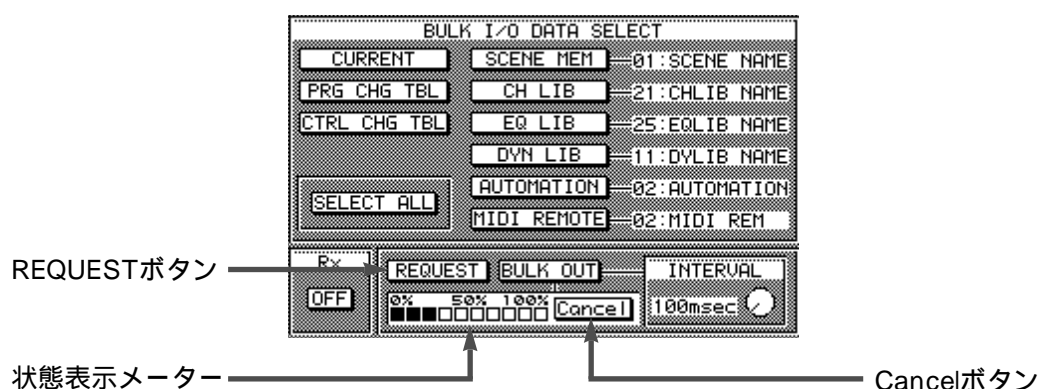 BULK I/O DATA SELECT
CURRENT SCENE MEM 01:SCENE NAME
PRG CHG TBL CH LIB 21:CHLIB NAME
CTRL CHG TBL EQ LIB 25:EQLIB NAME
DYN LIB 11:DYLIB NAME
SELECT ALL AUTOMATION 02:AUTOMATION
MIDI REMOTE 02:MIDI REM
REQUESTボタン Rx REQUEST BULK OUT INTERVAL
OFF 0% 50% 100% Cancel 100msec
状態表示メーター Cancelボタン